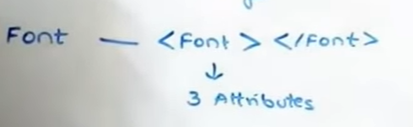 Font — <Font> </Font>
↓
3 Attributes